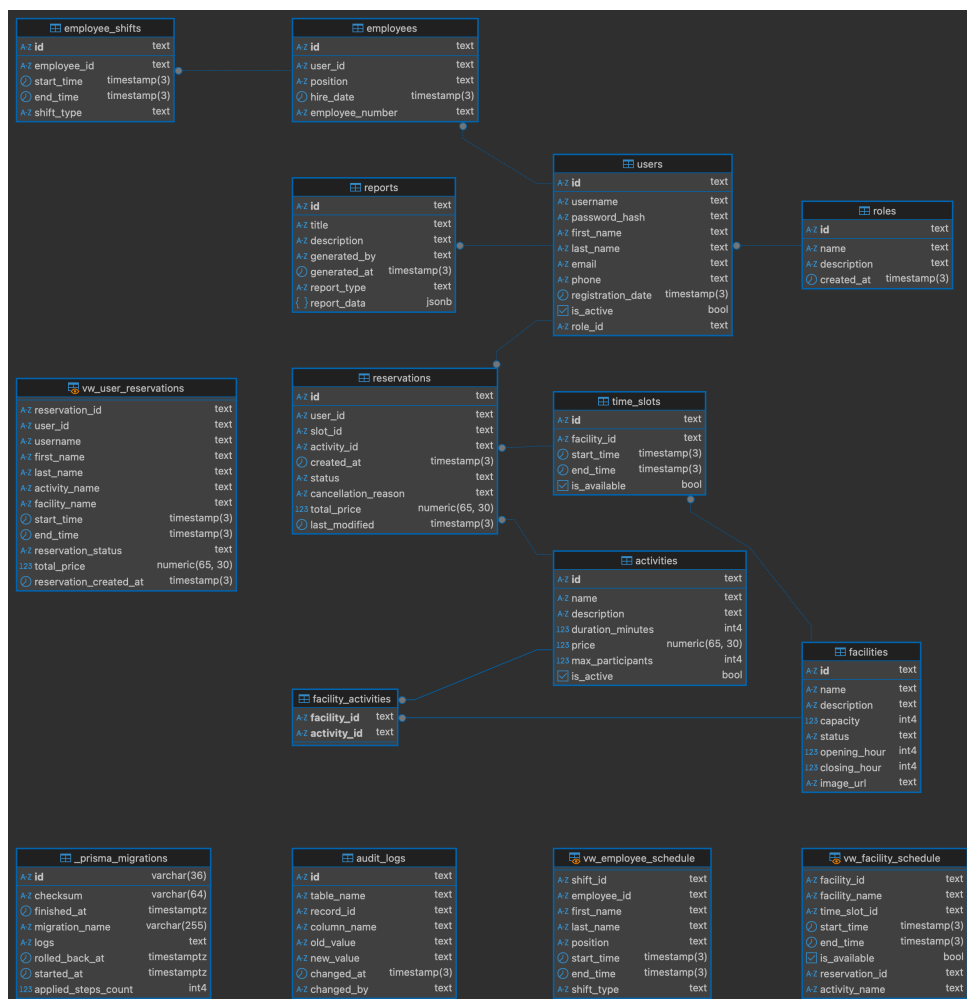 employee_shifts
id text
employee_id text
start_time timestamp(3)
end_time timestamp(3)
shift_type text
employees
id text
user_id text
position text
hire_date timestamp(3)
employee_number text
users
id text
username text
password_hash text
first_name text
last_name text
email text
phone text
registration_date timestamp(3)
is_active bool
role_id text
reports
id text
title text
description text
generated_by text
generated_at timestamp(3)
report_type text
report_data jsonb
roles
id text
name text
description text
created_at timestamp(3)
vw_user_reservations
reservation_id text
user_id text
username text
first_name text
last_name text
activity_name text
facility_name text
start_time timestamp(3)
end_time timestamp(3)
reservation_status text
total_price numeric(65, 30)
reservation_created_at timestamp(3)
reservations
id text
user_id text
slot_id text
activity_id text
created_at timestamp(3)
status text
cancellation_reason text
total_price numeric(65, 30)
last_modified timestamp(3)
time_slots
id text
facility_id text
start_time timestamp(3)
end_time timestamp(3)
is_available bool
activities
id text
name text
description text
duration_minutes int4
price numeric(65, 30)
max_participants int4
is_active bool
facilities
id text
name text
description text
capacity int4
status text
opening_hour int4
closing_hour int4
image_url text
facility_activities
facility_id text
activity_id text
_prisma_migrations
id varchar(36)
checksum varchar(64)
finished_at timestamptz
migration_name varchar(255)
logs text
rolled_back_at timestamptz
started_at timestamptz
applied_steps_count int4
audit_logs
id text
table_name text
record_id text
column_name text
old_value text
new_value text
changed_at timestamp(3)
changed_by text
vw_employee_schedule
shift_id text
employee_id text
first_name text
last_name text
position text
start_time timestamp(3)
end_time timestamp(3)
shift_type text
vw_facility_schedule
facility_id text
facility_name text
time_slot_id text
start_time timestamp(3)
end_time timestamp(3)
is_available bool
reservation_id text
activity_name text